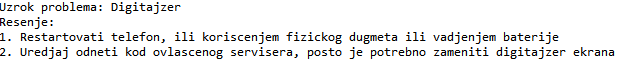 Uzrok problema: Digitajzer
Resenje:
1. Restartovati telefon, ili koriscenjem fizickog dugmeta ili vadjenjem baterije
2. Uredjaj odneti kod ovlascenog servisera, posto je potrebno zameniti digitajzer ekrana